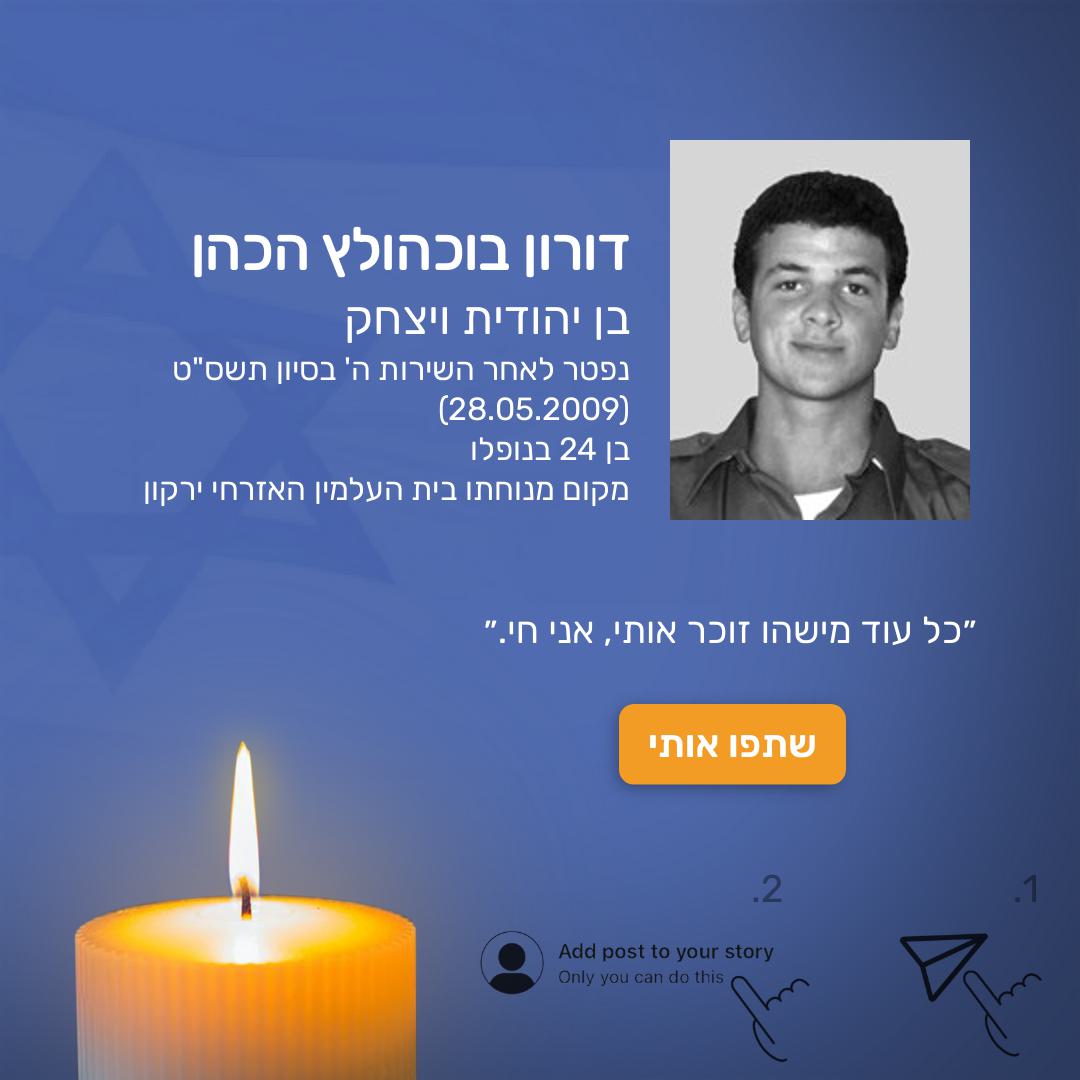 דורון בוכהולץ הכהן
בן יהודית ויצחק
נפטר לאחר השירות ה' בסיון תשס"ט
(28.05.2009)
בן 24 בנופלו
מקום מנוחתו בית העלמין האזרחי ירקון
״כל עוד מישהו זוכר אותי, אני חי.״
שתפו אותי
.1
.2
Add post to your story
Only you can do this